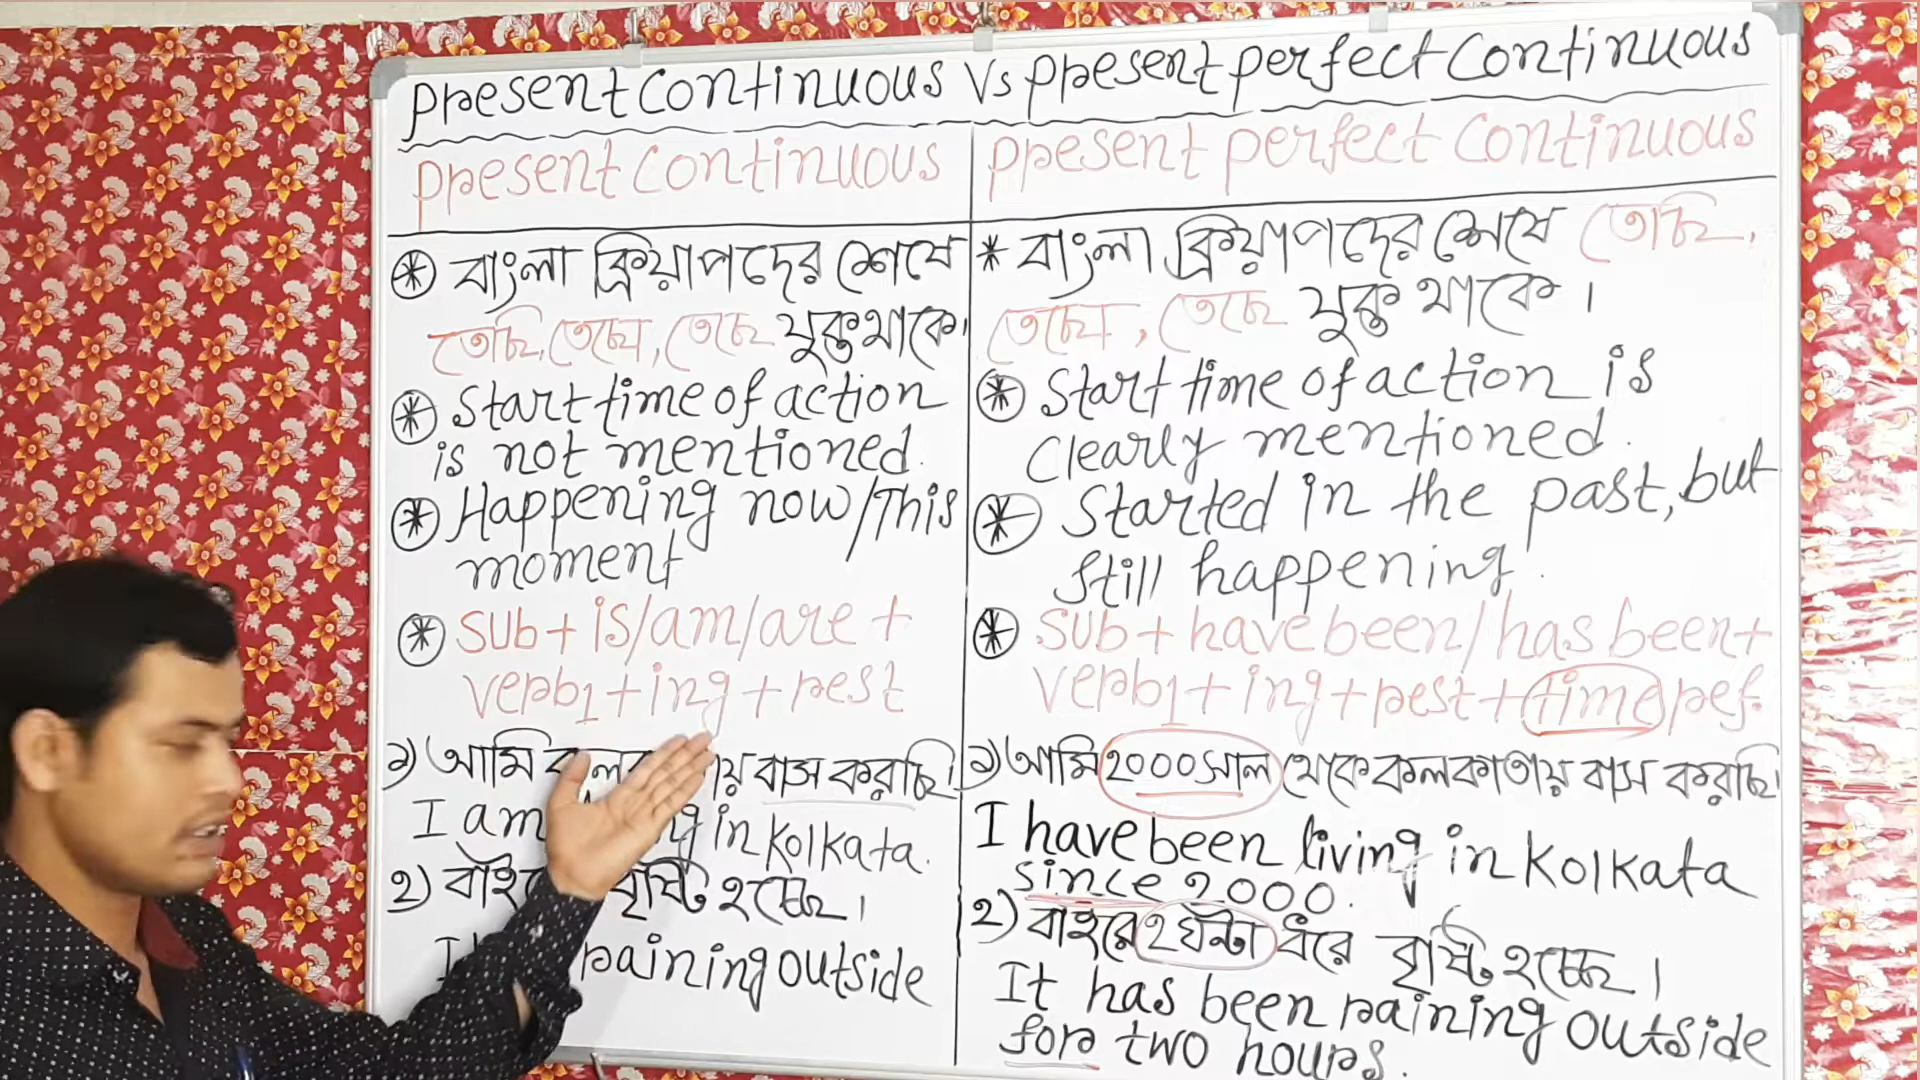 Present Continuous Vs Present perfect Continuous
Present Continuous
বাংলা ক্রিয়াপদের শেষে
তেছি, তেছো, তেছে যুক্ত থাকে।
Start time of action
is not mentioned.
Happening now/This
moment
Sub + is/am/are +
verb1 + ing + rest
১) আমি বাস করছি।
I am in Kolkata.
২) বৃষ্টি হচ্ছে।
raining outside
Present perfect Continuous
* বাংলা ক্রিয়াপদের শেষে তেছি,
তেছো, তেছে যুক্ত থাকে।
Start time of action is
Clearly mentioned.
Started in the past, but
still happening.
Sub + have been/has been +
verb1 + ing + rest + time ref.
১) আমি ২০০০ সাল থেকে কলকাতায় বাস করছি।
I have been living in Kolkata
since 2000.
২) বাইরে ২ ঘন্টা ধরে বৃষ্টি হচ্ছে।
It has been raining outside
for two hours.